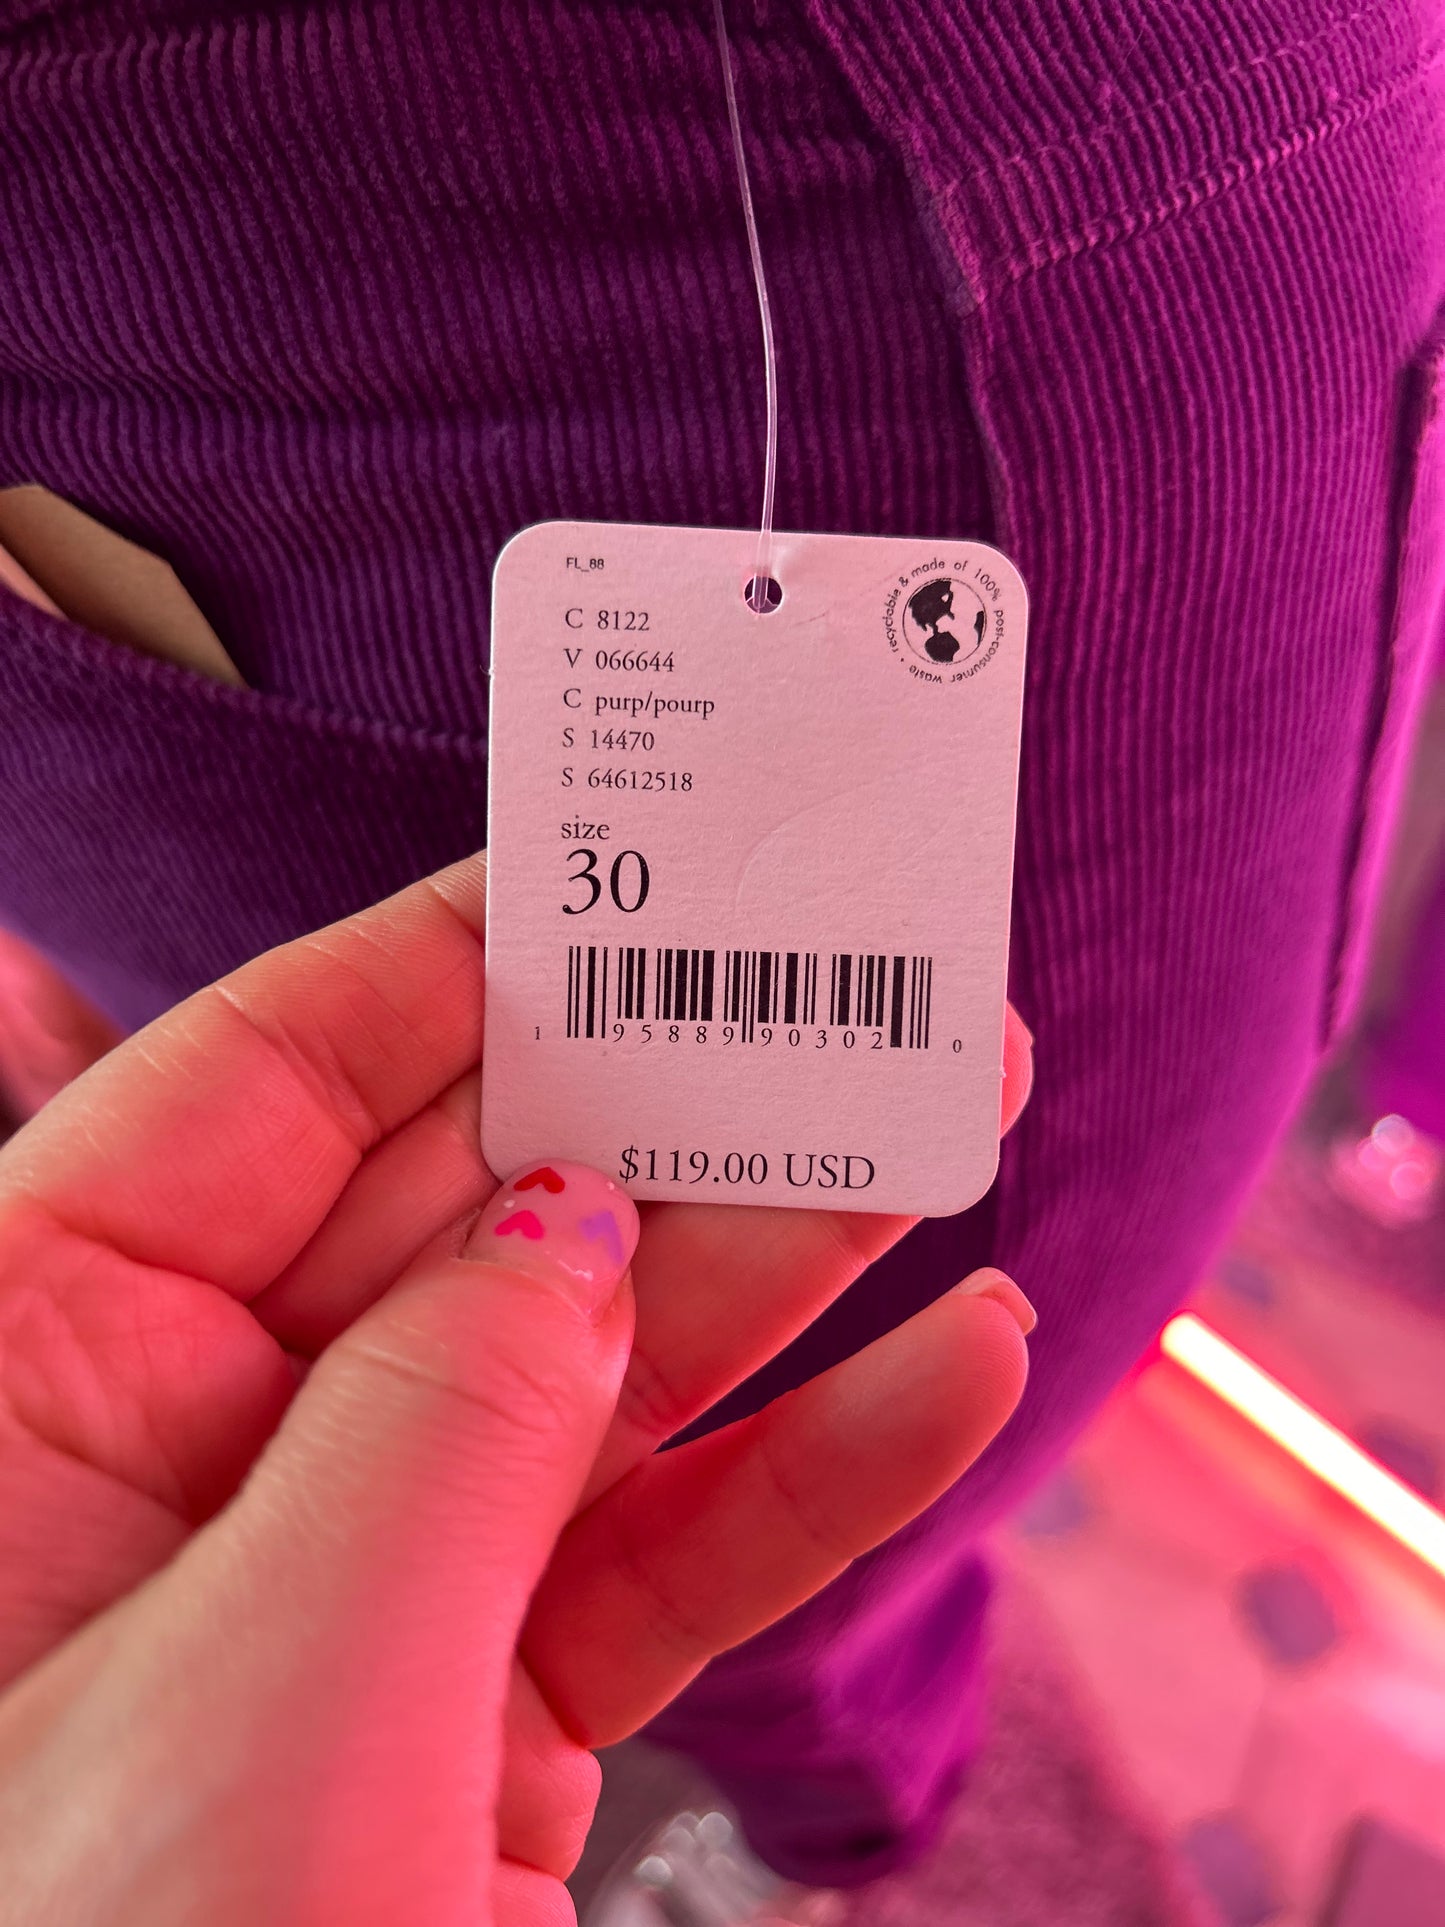 FL_88
recyclable & made of 100% post-consumer waste •
C 8122
V 066644
C purp/pourp
S 14470
S 64612518
size
30
1 95889 90302 0
$119.00 USD